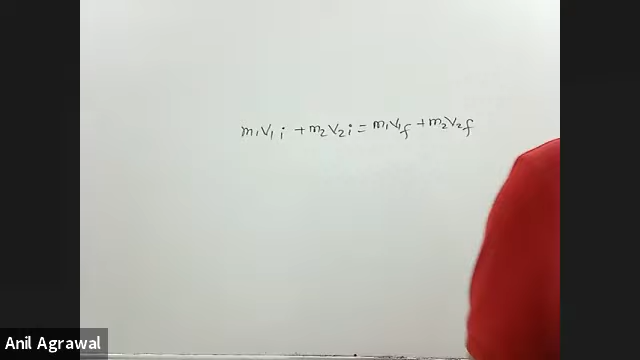 m₁v₁i + m₂v₂i = m₁v₁f + m₂v₂f
Anil Agrawal